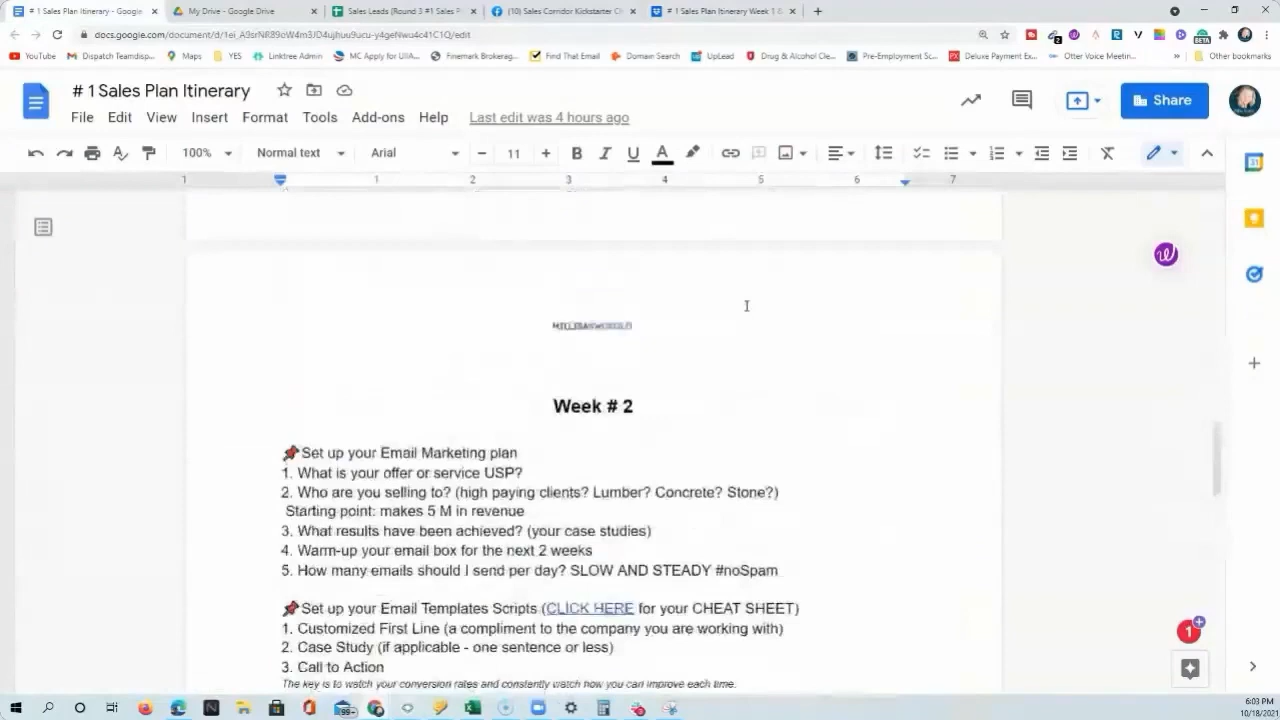 # 1 Sales Plan Itinerary - Google
My Drive - Google Drive
Sales Leads (Round 3 #1 Sales P
(10) Sales Corridor Kickstarter C
# 1 Sales Plan Itinerary Week 1 &
YouTube
Dispatch Teamdisp...
Maps
YES
Linktree Admin
MC Apply for UIIA...
Finemark Brokerag...
Find That Email
Domain Search
UpLead
Drug & Alcohol Cle...
Pre-Employment Sc...
Deluxe Payment Ex...
Otter Voice Meetin...
»
Other bookmarks
# 1 Sales Plan Itinerary
File Edit View Insert Format Tools Add-ons Help Last edit was 4 hours ago
Share
100% Normal text Arial 11
1 1 2 3 4 5 6 7
Week # 2
📌Set up your Email Marketing plan
1. What is your offer or service USP?
2. Who are you selling to? (high paying clients? Lumber? Concrete? Stone?)
Starting point: makes 5 M in revenue
3. What results have been achieved? (your case studies)
4. Warm-up your email box for the next 2 weeks
5. How many emails should I send per day? SLOW AND STEADY #noSpam
📌Set up your Email Templates Scripts (CLICK HERE for your CHEAT SHEET)
1. Customized First Line (a compliment to the company you are working with)
2. Case Study (if applicable - one sentence or less)
3. Call to Action
The key is to watch your conversion rates and constantly watch how you can improve each time.
1
99+
6:03 PM
10/18/2021